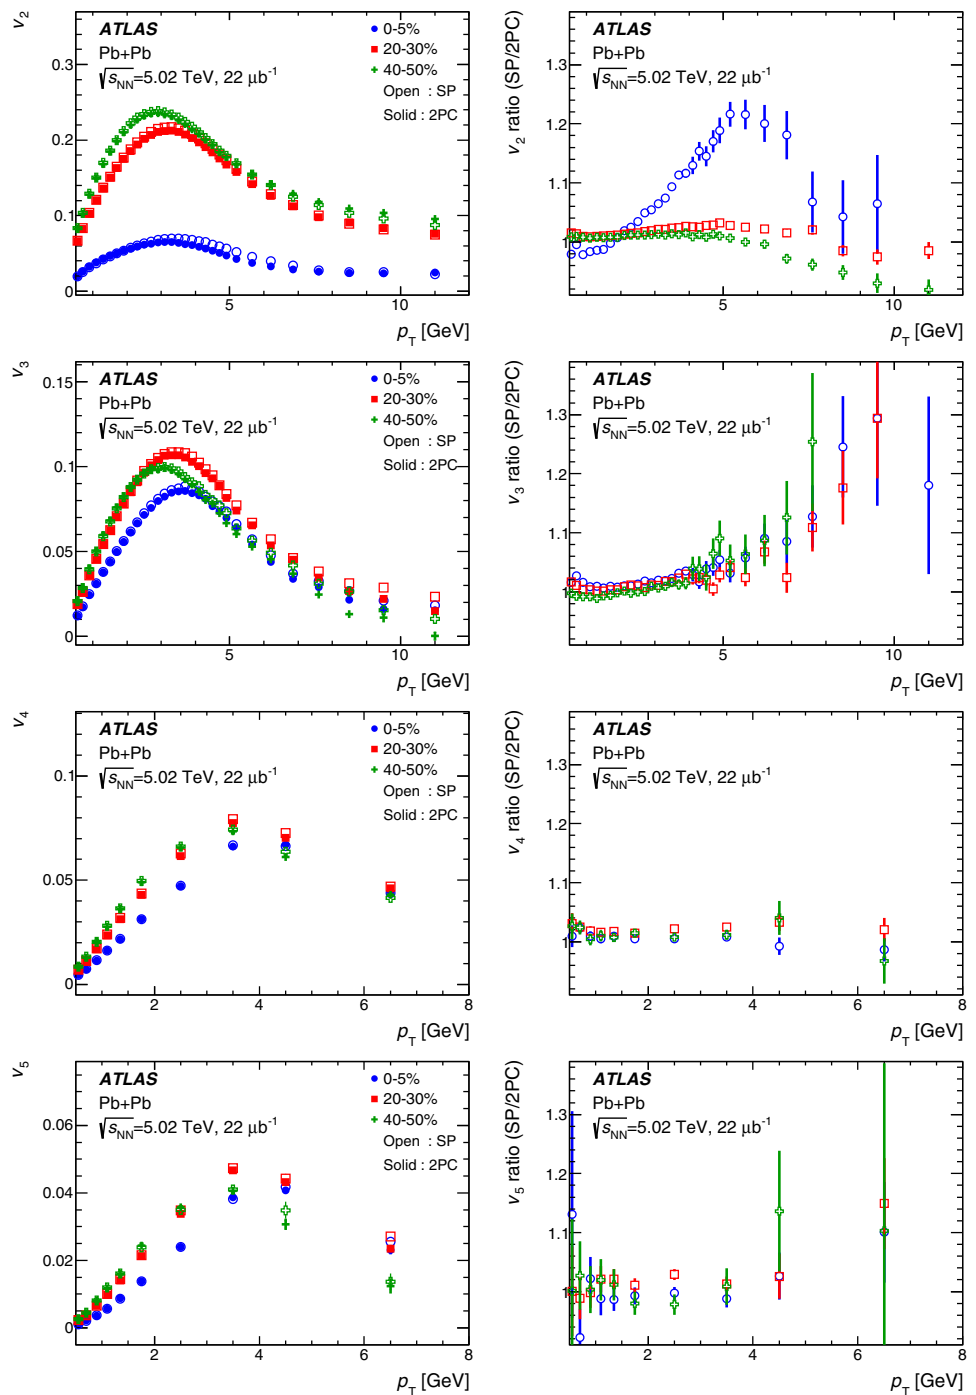 v2
ATLAS
Pb+Pb
√sNN=5.02 TeV, 22 μb-1
0-5%
20-30%
40-50%
Open : SP
Solid : 2PC
0.3
0.2
0.1
0
5
10
pT [GeV]
v2 ratio (SP/2PC)
ATLAS
Pb+Pb
√sNN=5.02 TeV, 22 μb-1
1.3
1.2
1.1
1
5
10
pT [GeV]
v3
ATLAS
Pb+Pb
√sNN=5.02 TeV, 22 μb-1
0-5%
20-30%
40-50%
Open : SP
Solid : 2PC
0.15
0.1
0.05
0
5
10
pT [GeV]
v3 ratio (SP/2PC)
ATLAS
Pb+Pb
√sNN=5.02 TeV, 22 μb-1
1.3
1.2
1.1
1
5
10
pT [GeV]
v4
ATLAS
Pb+Pb
√sNN=5.02 TeV, 22 μb-1
0-5%
20-30%
40-50%
Open : SP
Solid : 2PC
0.1
0.05
0
2
4
6
8
pT [GeV]
v4 ratio (SP/2PC)
ATLAS
Pb+Pb
√sNN=5.02 TeV, 22 μb-1
1.3
1.2
1.1
1
2
4
6
8
pT [GeV]
v5
ATLAS
Pb+Pb
√sNN=5.02 TeV, 22 μb-1
0-5%
20-30%
40-50%
Open : SP
Solid : 2PC
0.06
0.04
0.02
0
2
4
6
8
pT [GeV]
v5 ratio (SP/2PC)
ATLAS
Pb+Pb
√sNN=5.02 TeV, 22 μb-1
1.3
1.2
1.1
1
2
4
6
8
pT [GeV]